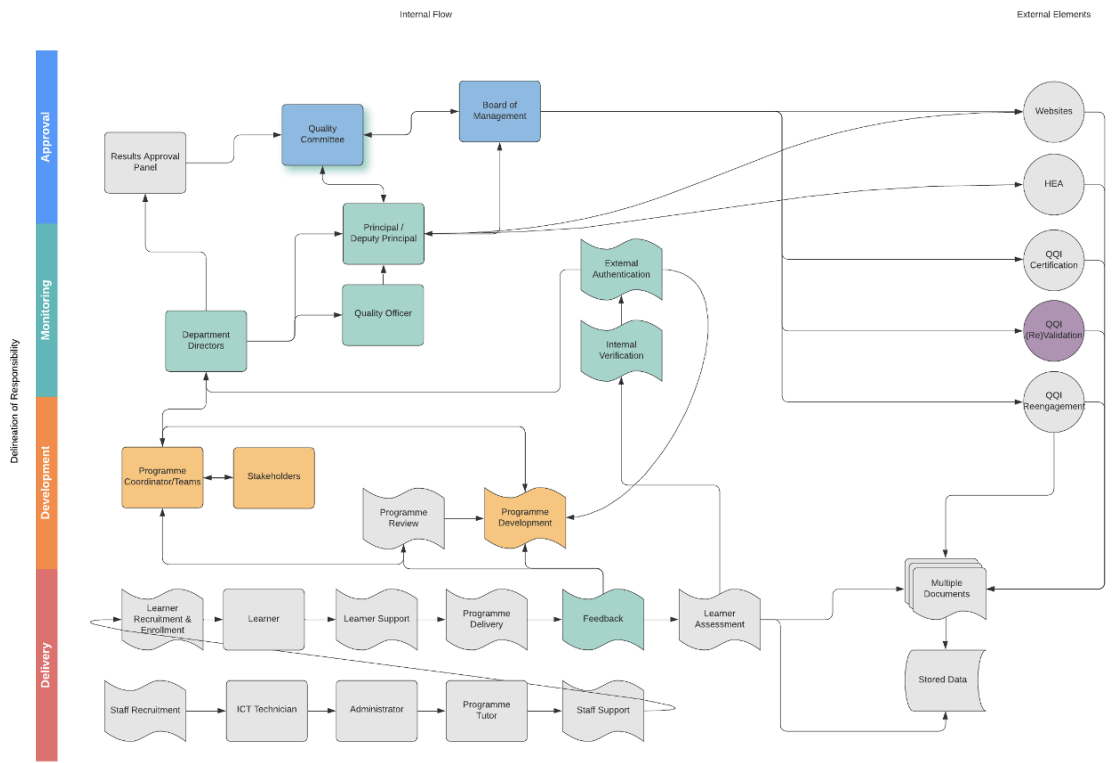 Internal Flow
External Elements
Delineation of Responsibility
Approval
Monitoring
Development
Delivery
Board of
Management
Quality
Committee
Results Approval
Panel
Principal /
Deputy Principal
Quality Officer
Department
Directors
External
Authentication
Internal
Verification
Websites
HEA
QQI
Certification
QQI
(Re)Validation
QQI
Reengagement
Programme
Coordinator/Teams
Stakeholders
Programme
Review
Programme
Development
Learner
Recruitment &
Enrollment
Learner
Learner Support
Programme
Delivery
Feedback
Learner
Assessment
Multiple
Documents
Stored Data
Staff Recruitment
ICT Technician
Administrator
Programme
Tutor
Staff Support